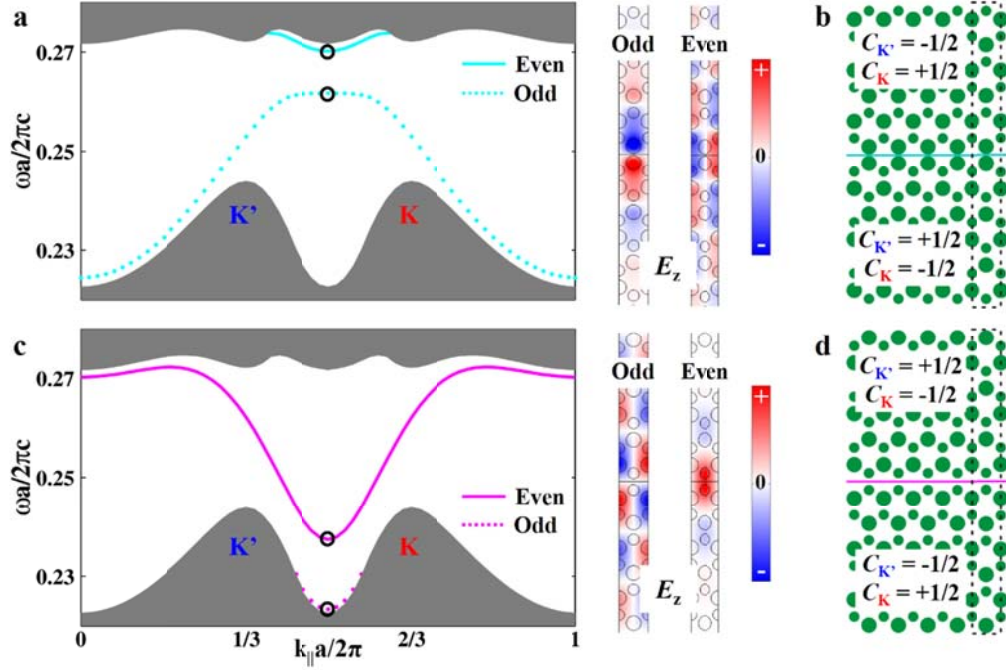 a
0.27
0.25
0.23
ωa/2πc
Even
Odd
K’
K
Odd
Even
E_z
+
0
-
b
C_K’ = -1/2
C_K = +1/2
C_K’ = +1/2
C_K = -1/2
c
0.27
0.25
0.23
ωa/2πc
Even
Odd
K’
K
0
1/3
2/3
1
k_||a/2π
Odd
Even
E_z
+
0
-
d
C_K’ = +1/2
C_K = -1/2
C_K’ = -1/2
C_K = +1/2